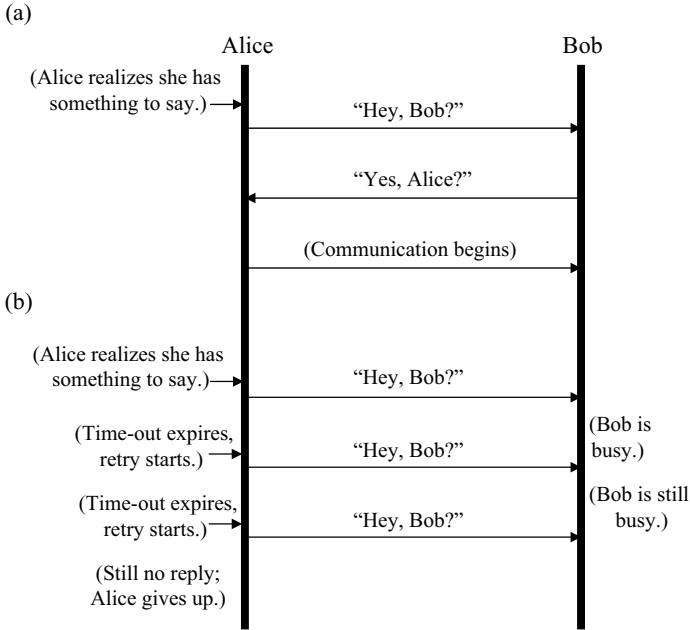 (a)
Alice
Bob
(Alice realizes she has
something to say.)
“Hey, Bob?”
“Yes, Alice?”
(Communication begins)
(b)
(Alice realizes she has
something to say.)
“Hey, Bob?”
(Time-out expires,
retry starts.)
“Hey, Bob?”
(Bob is
busy.)
(Time-out expires,
retry starts.)
“Hey, Bob?”
(Bob is still
busy.)
(Still no reply;
Alice gives up.)